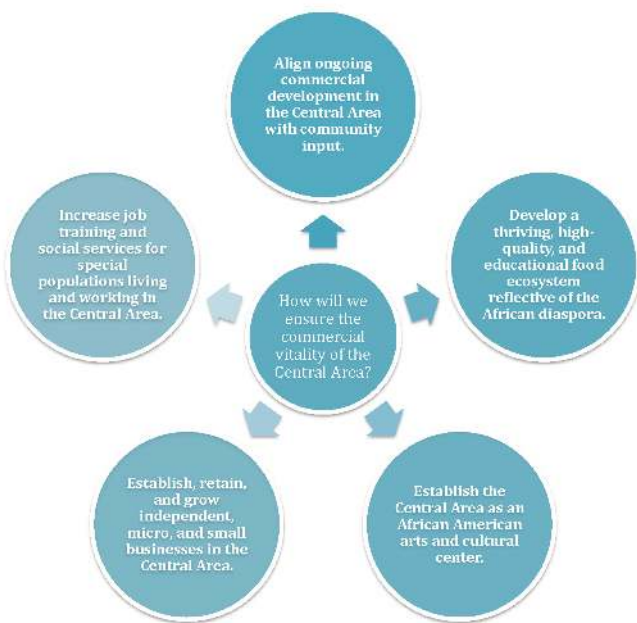 Align ongoing
commercial
development in
the Central Area
with community
input.
Increase job
training and
social services for
special
populations living
and working in
the Central Area.
Develop a
thriving, high-
quality, and
educational food
ecosystem
reflective of the
African diaspora.
How will we
ensure the
commercial
vitality of the
Central Area?
Establish, retain,
and grow
independent,
micro, and small
businesses in the
Central Area.
Establish the
Central Area as an
African American
arts and cultural
center.